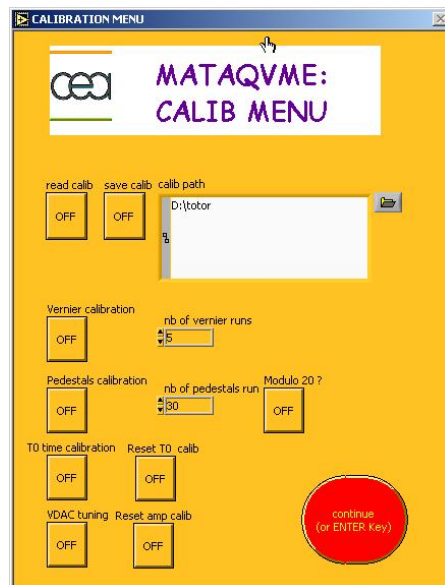 CALIBRATION MENU
cea
MATAQVME:
CALIB MENU
read calib save calib calib path
OFF OFF D:\totor
Vernier calibration
OFF nb of vernier runs
5
Pedestals calibration nb of pedestals run Modulo 20 ?
OFF 30 OFF
T0 time calibration Reset T0 calib
OFF OFF
VDAC tuning Reset amp calib
OFF OFF
continue
(or ENTER Key)